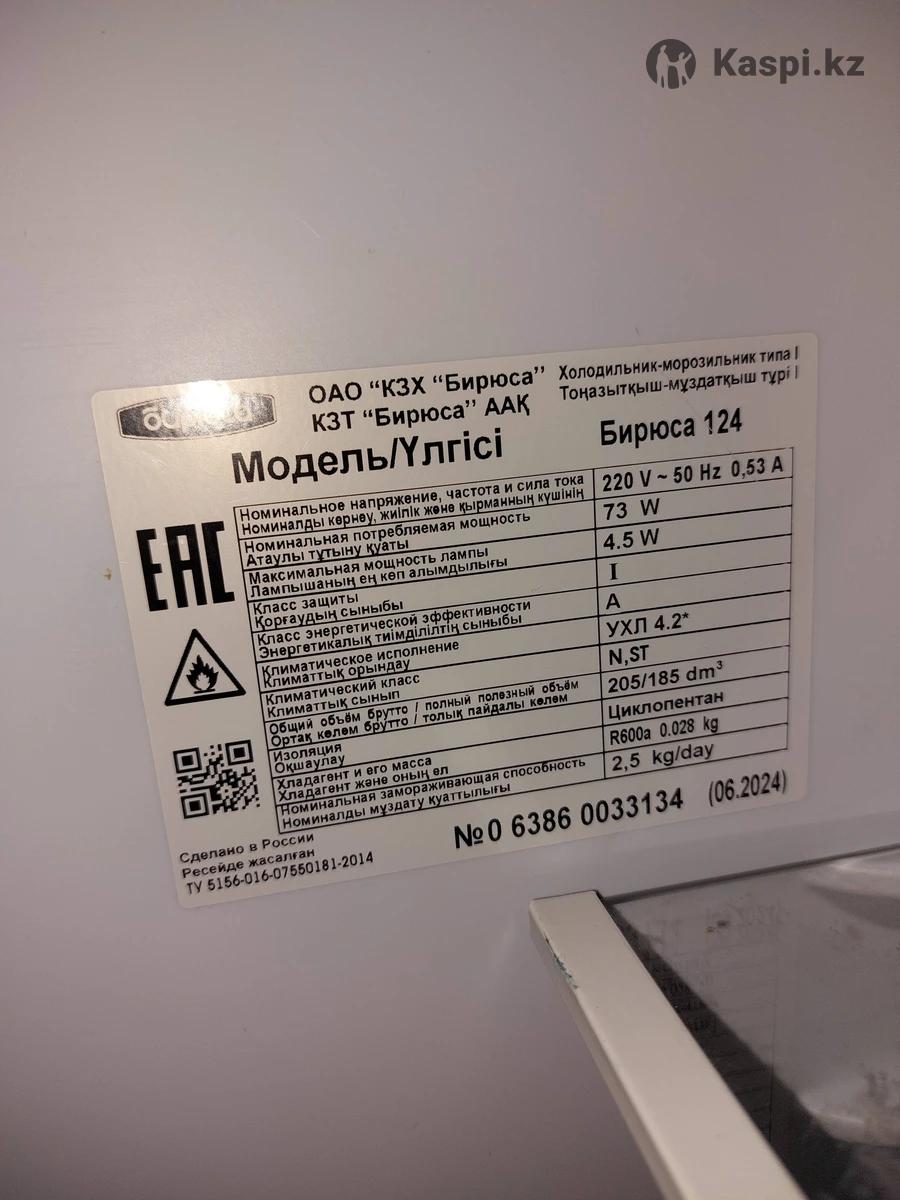 Kaspi.kz
ОАО "КЗХ "Бирюса"
КЗТ "Бирюса" ААҚ
Холодильник-морозильник типа I
Тоңазытқыш-мұздатқыш түрі I
Модель/Үлгісі
Бирюса 124
Номинальное напряжение, частота и сила тока
Номиналды кернеу, жиілік және қырманның күшінің
220 V ~ 50 Hz 0,53 A
Номинальная потребляемая мощность
Атаулы тұтыну қуаты
73 W
Максимальная мощность лампы
Лампышаның ең көп алымдылығы
4.5 W
Класс защиты
Қорғаудың сыныбы
I
Класс энергетической эффективности
Энергетикалық тиімділілтің сыныбы
A
Климатическое исполнение
Климаттық орындау
УХЛ 4.2*
Климатический класс
Климаттық сынып
N,ST
Общий объём брутто / полный полезный объём
Ортақ көлем брутто / толық пайдалы көлем
205/185 dm³
Изоляция
Оқшаулау
Циклопентан
Хладагент и его масса
Хладагент және оның ел
R600a 0.028 kg
Номинальная замораживающая способность
Номиналды мұздату қуаттылығы
2,5 kg/day
EAC
№0 6386 0033134 (06.2024)
Сделано в России
Ресейде жасалған
ТУ 5156-016-07550181-2014